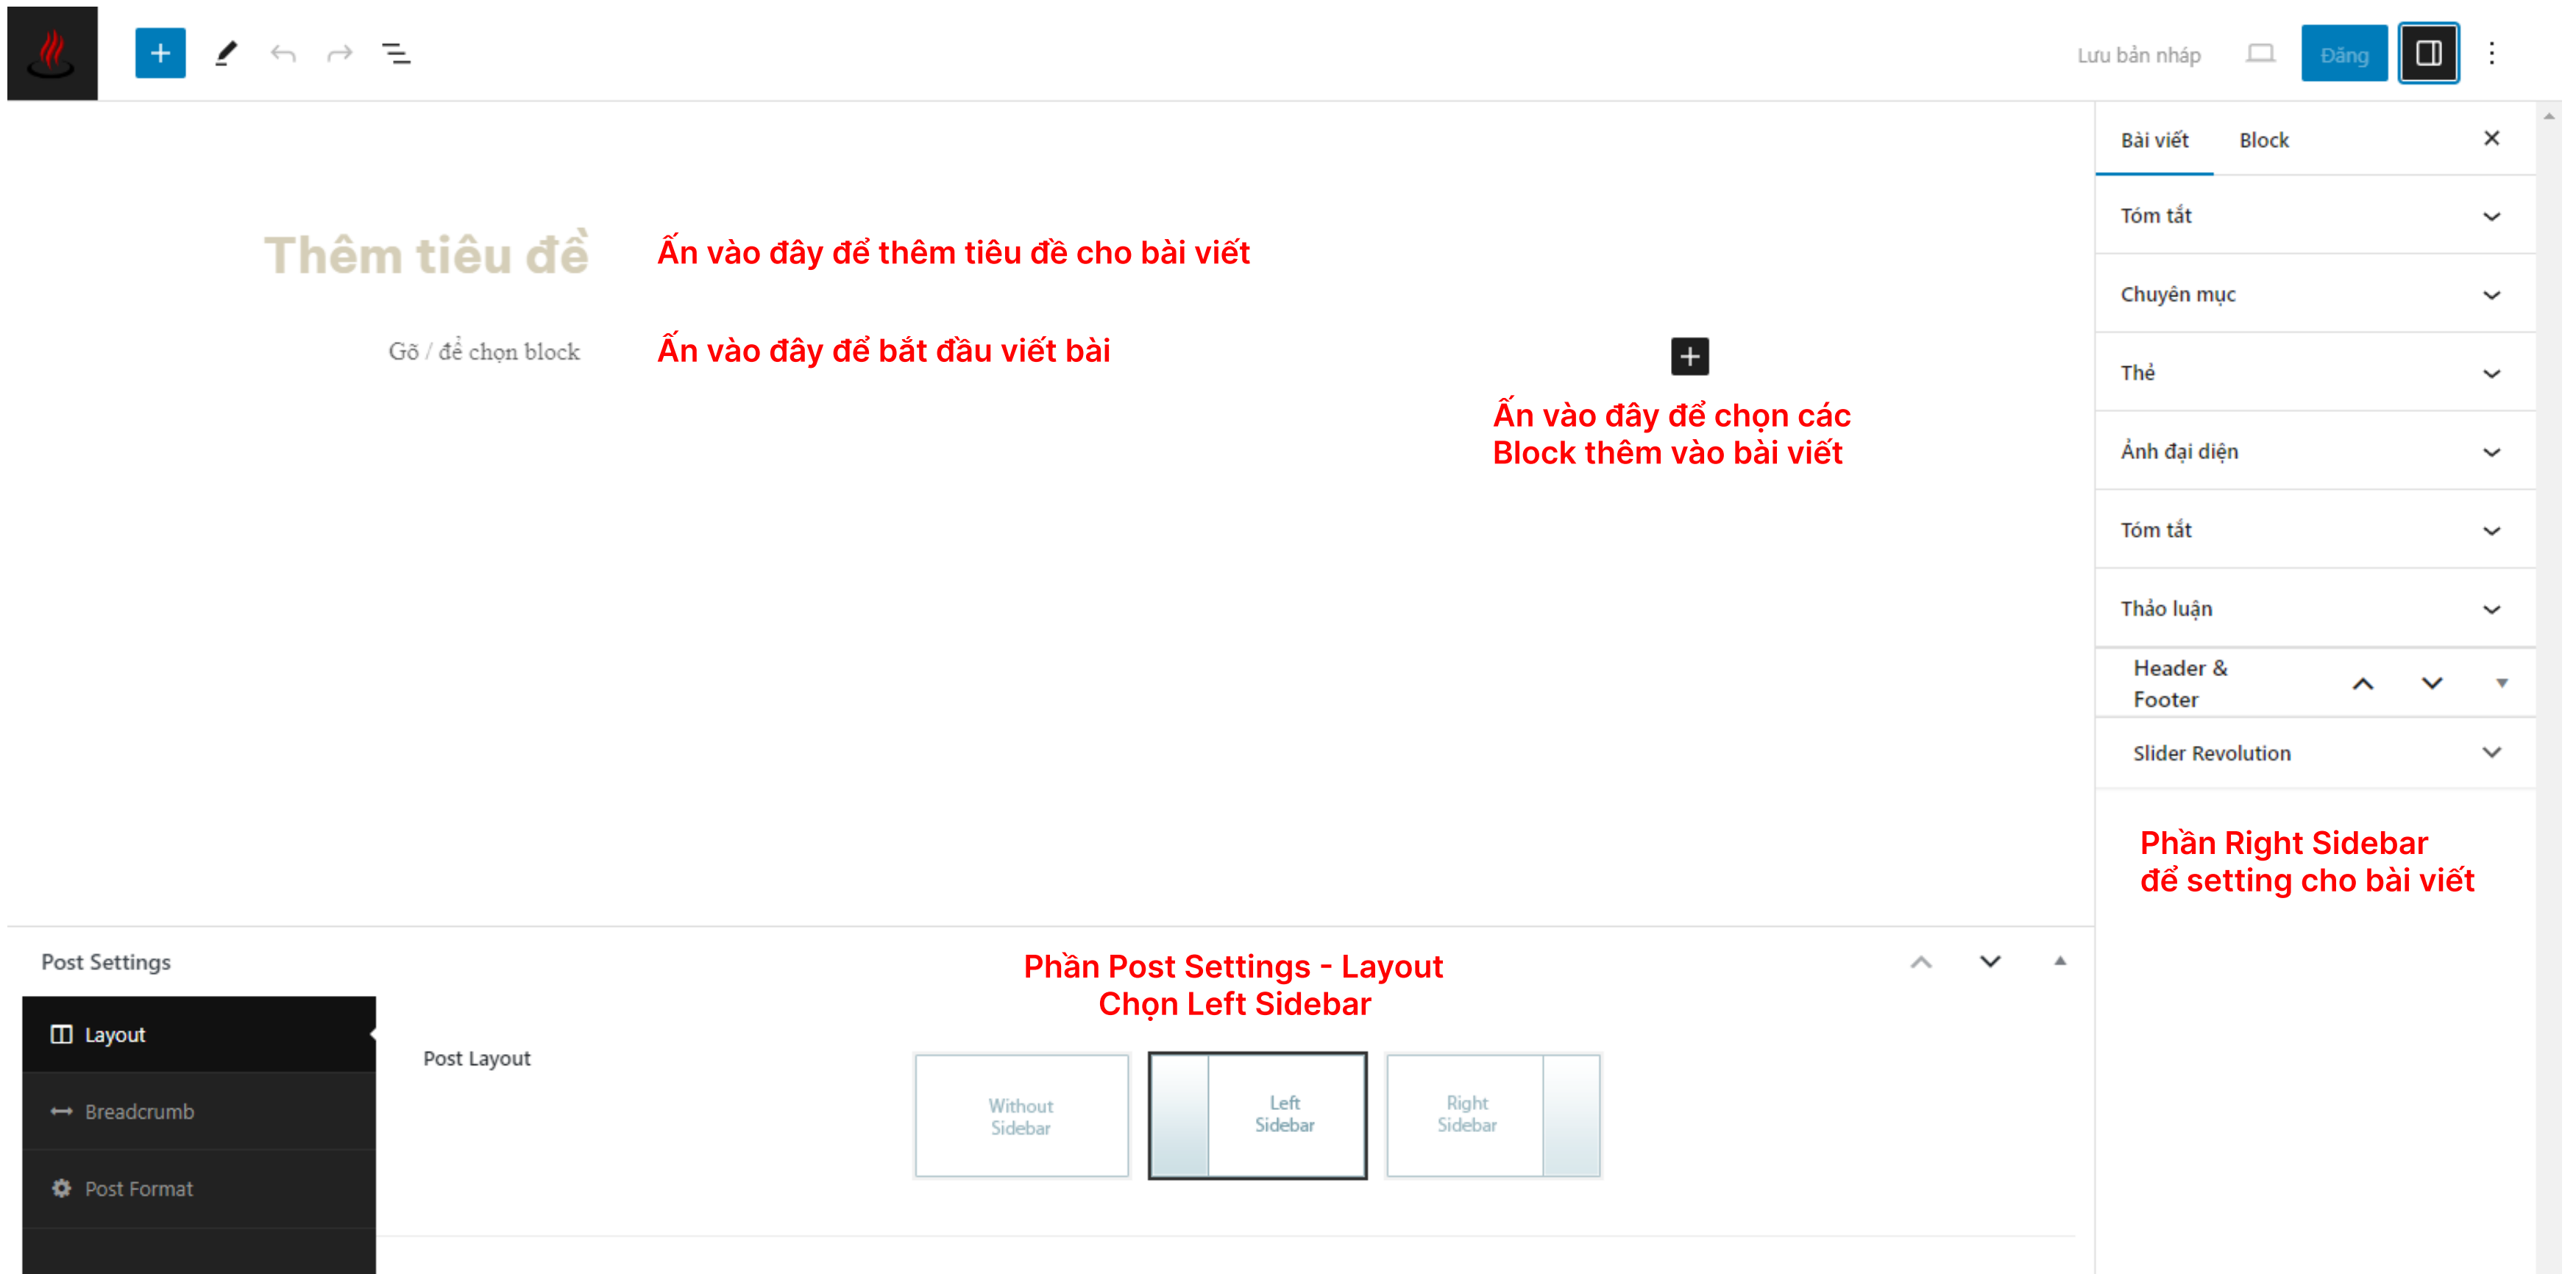 Lưu bản nháp
Đăng
Bài viết
Block
Tóm tắt
Chuyên mục
Thẻ
Ảnh đại diện
Tóm tắt
Thảo luận
Header &
Footer
Slider Revolution
Phần Right Sidebar
để setting cho bài viết
Thêm tiêu đề
Ấn vào đây để thêm tiêu đề cho bài viết
Gõ / để chọn block
Ấn vào đây để bắt đầu viết bài
Ấn vào đây để chọn các
Block thêm vào bài viết
Post Settings
Phần Post Settings - Layout
Chọn Left Sidebar
Layout
Breadcrumb
Post Format
Post Layout
Without
Sidebar
Left
Sidebar
Right
Sidebar